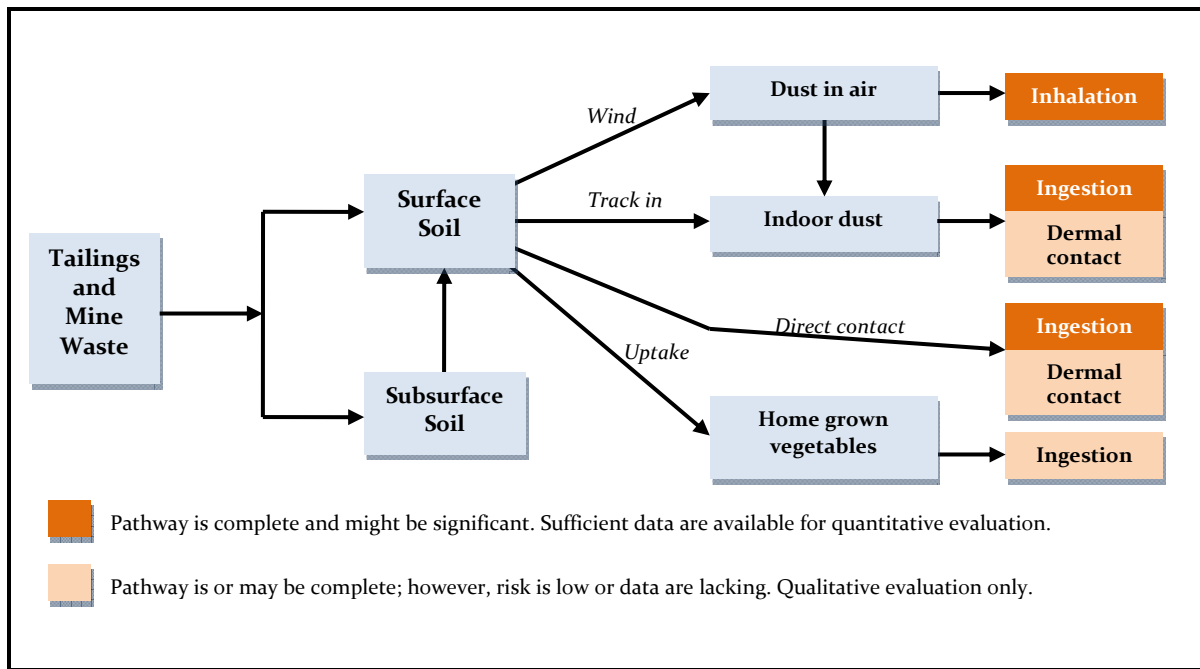 Tailings
and
Mine
Waste
Surface
Soil
Subsurface
Soil
Wind
Track in
Direct contact
Uptake
Dust in air
Indoor dust
Home grown
vegetables
Inhalation
Ingestion
Dermal
contact
Ingestion
Dermal
contact
Ingestion
Pathway is complete and might be significant. Sufficient data are available for quantitative evaluation.
Pathway is or may be complete; however, risk is low or data are lacking. Qualitative evaluation only.